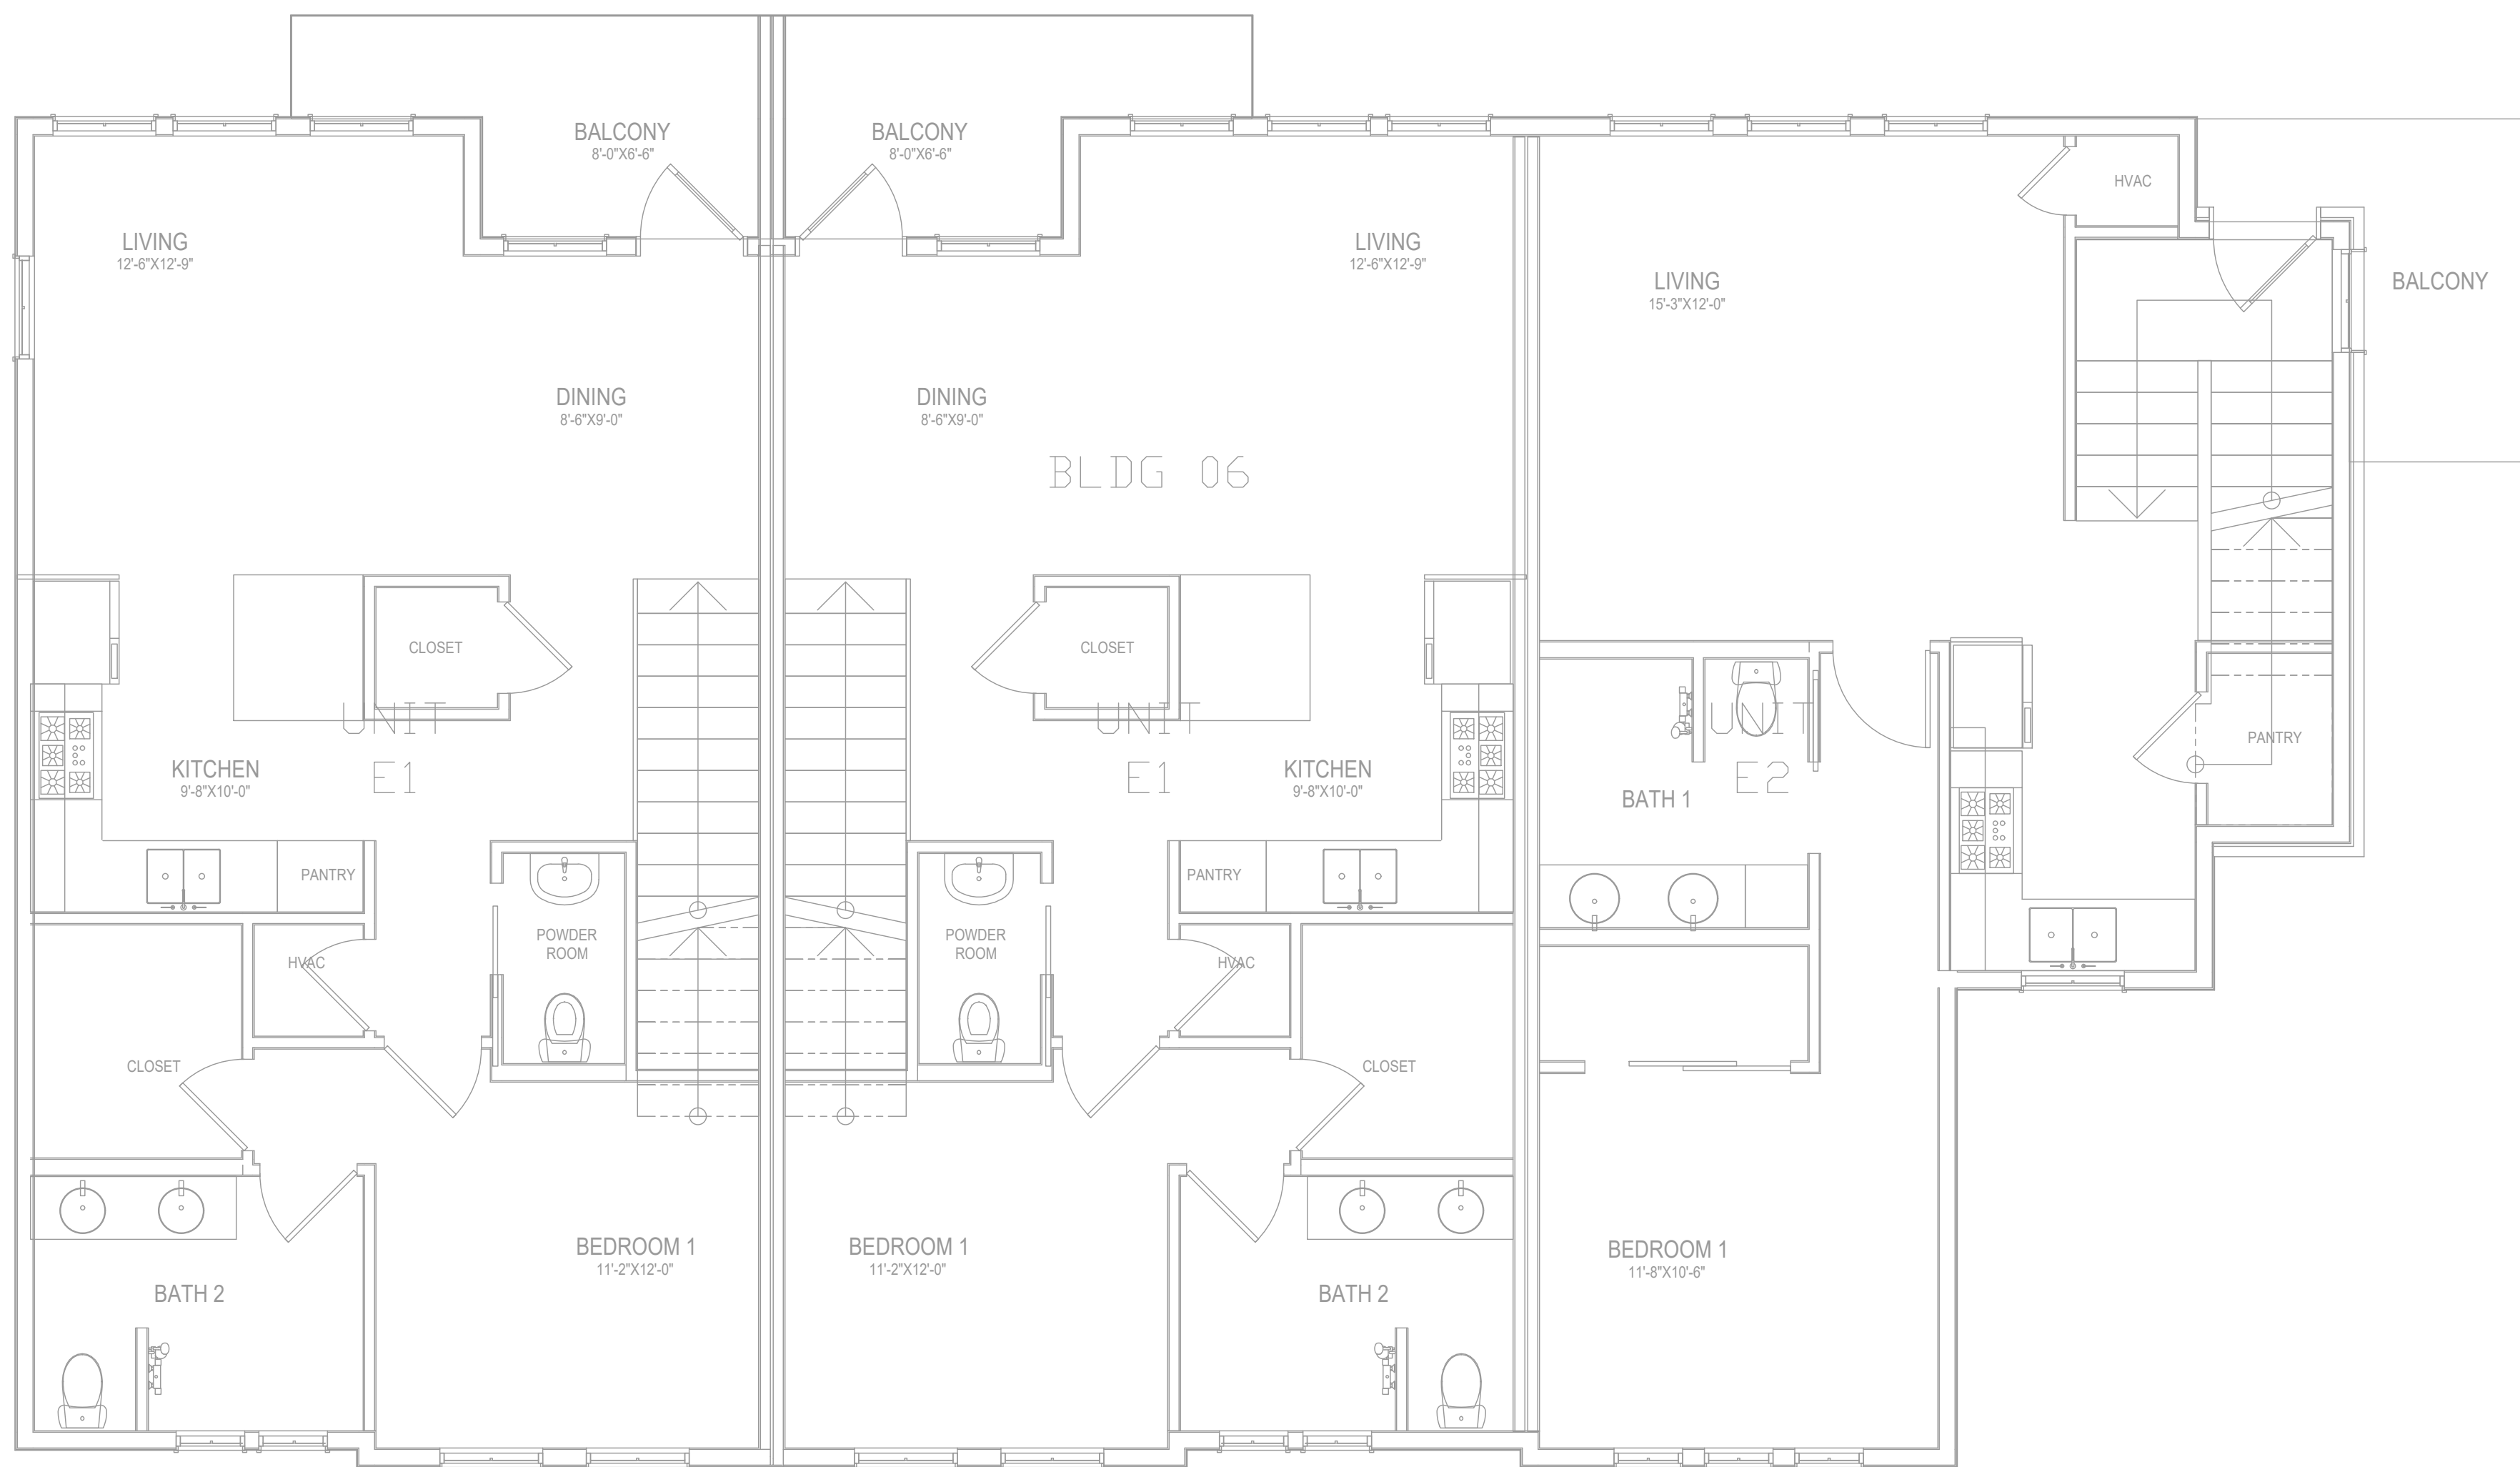 BALCONY
8'-0"X6'-6"
BALCONY
8'-0"X6'-6"
HVAC
LIVING
12'-6"X12'-9"
LIVING
12'-6"X12'-9"
LIVING
15'-3"X12'-0"
BALCONY
DINING
8'-6"X9'-0"
DINING
8'-6"X9'-0"
BLDG 06
CLOSET
CLOSET
UNIT
E1
UNIT
E1
UNIT
E2
PANTRY
KITCHEN
9'-8"X10'-0"
KITCHEN
9'-8"X10'-0"
BATH 1
PANTRY
PANTRY
POWDER
ROOM
POWDER
ROOM
HVAC
HVAC
CLOSET
CLOSET
BEDROOM 1
11'-2"X12'-0"
BEDROOM 1
11'-2"X12'-0"
BEDROOM 1
11'-8"X10'-6"
BATH 2
BATH 2